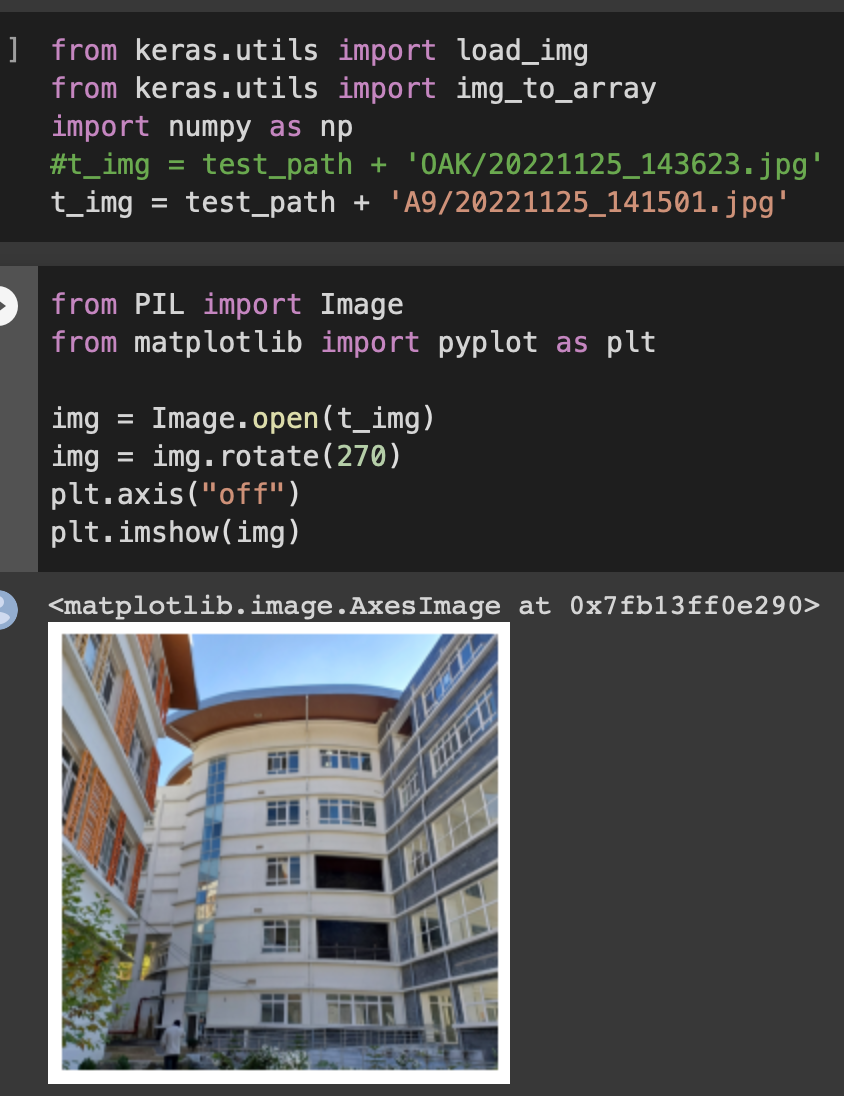 ] from keras.utils import load_img
from keras.utils import img_to_array
import numpy as np
#t_img = test_path + 'OAK/20221125_143623.jpg'
t_img = test_path + 'A9/20221125_141501.jpg'
from PIL import Image
from matplotlib import pyplot as plt
img = Image.open(t_img)
img = img.rotate(270)
plt.axis("off")
plt.imshow(img)
<matplotlib.image.AxesImage at 0x7fb13ff0e290>